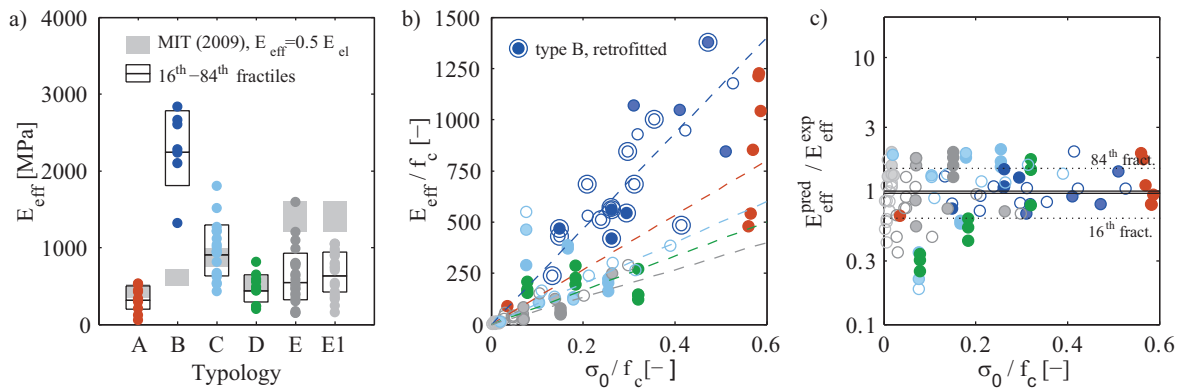 a)
E_eff [MPa]
4000
3000
2000
1000
0
MIT (2009), E_eff=0.5 E_el
16th−84th fractiles
A B C D E E1
Typology
b)
E_eff / f_c [−]
1500
1250
1000
750
500
250
0
type B, retrofitted
0 0.2 0.4 0.6
σ_0 / f_c [−]
c)
E_eff^pred / E_eff^exp
10
3
1
0.3
0.1
84th fract.
16th fract.
0 0.2 0.4 0.6
σ_0 / f_c [−]